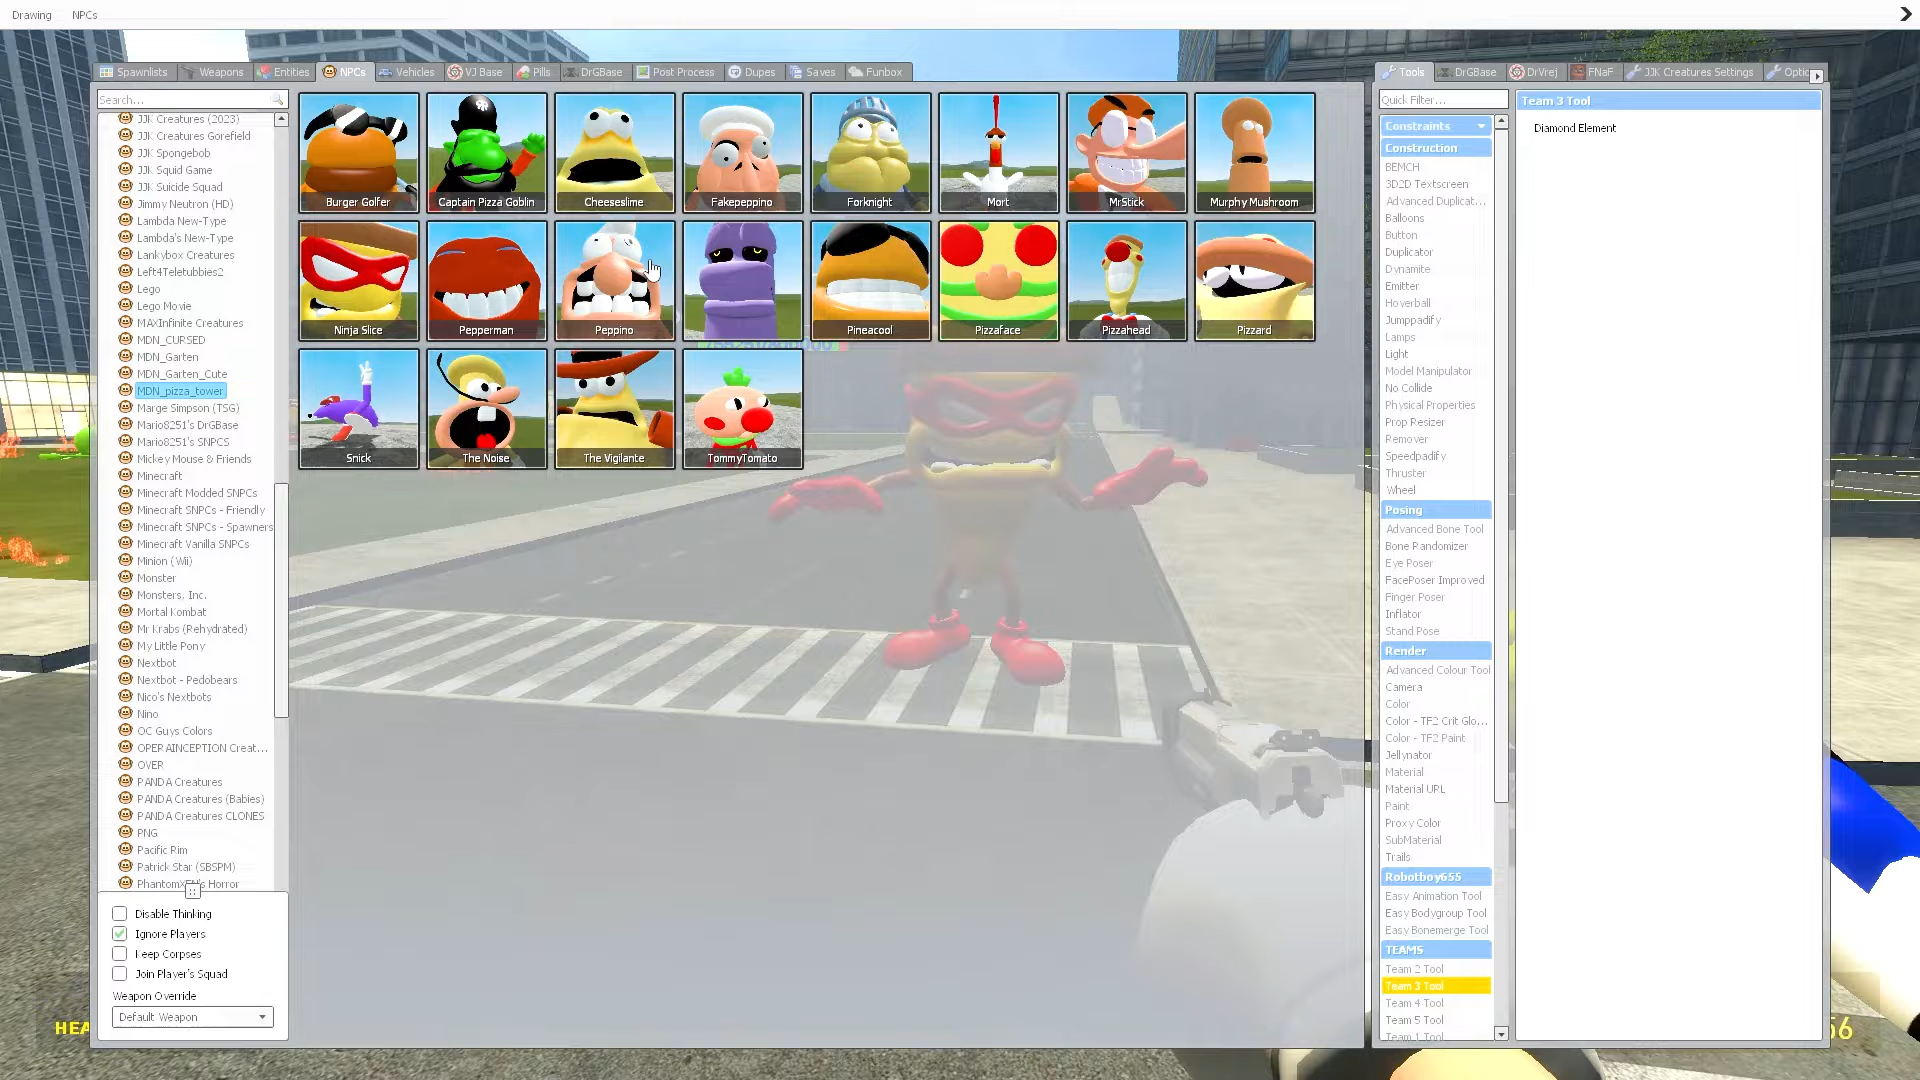 Drawing NPCs
Spawnlists Weapons Entities NPCs Vehicles VJ Base Pills DrGBase Post Process Dupes Saves Funbox
Tools DrGBase DrVrej FNaF JJK Creatures Settings Optic
Search...
JJK Creatures (2023)
JJK Creatures Gorefield
JJK Spongebob
JJK Squid Game
JJK Suicide Squad
Jimmy Neutron (HD)
Lambda New-Type
Lambda's New-Type
Lankybox Creatures
Left4Teletubbies2
Lego
Lego Movie
MAXInfinite Creatures
MDN_CURSED
MDN_Garten
MDN_Garten_Cute
MDN_pizza_tower
Marge Simpson (TSG)
Mario8251's DrGBase
Mario8251's SNPCS
Mickey Mouse & Friends
Minecraft
Minecraft Modded SNPCs
Minecraft SNPCs - Friendly
Minecraft SNPCs - Spawners
Minecraft Vanilla SNPCs
Minion (Wii)
Monster
Monsters, Inc.
Mortal Kombat
Mr Krabs (Rehydrated)
My Little Pony
Nextbot
Nextbot - Pedobears
Nico's Nextbots
Nino
OC Guys Colors
OPERAINCEPTION Creat...
OVER
PANDA Creatures
PANDA Creatures (Babies)
PANDA Creatures CLONES
PNG
Pacific Rim
Patrick Star (SBSPM)
Disable Thinking
Ignore Players
Keep Corpses
Join Player's Squad
Weapon Override
Default Weapon
HEA
Burger Golfer Captain Pizza Goblin Cheeseslime Fakepeppino Forknight Mort MrStick Murphy Mushroom
Ninja Slice Pepperman Peppino Pineacool Pizzaface Pizzahead Pizzard
Snick The Noise The Vigilante TommyTomato
Quick Filter...
Constraints
Construction
BEMCH
3D2D Textscreen
Advanced Duplicat...
Balloons
Button
Duplicator
Dynamite
Emitter
Hoverball
Jumppadify
Lamps
Light
Model Manipulator
No Collide
Physical Properties
Prop Resizer
Remover
Speedpadify
Thruster
Wheel
Posing
Advanced Bone Tool
Bone Randomizer
Eye Poser
FacePoser Improved
Finger Poser
Inflator
Stand Pose
Render
Advanced Colour Tool
Camera
Color
Color - TF2 Crit Glo...
Color - TF2 Paint
Jellynator
Material
Material URL
Paint
Proxy Color
SubMaterial
Trails
Robotboy655
Easy Animation Tool
Easy Bodygroup Tool
Easy Bonemerge Tool
TEAMS
Team 2 Tool
Team 3 Tool
Team 4 Tool
Team 5 Tool
Team 1 Tool
Team 3 Tool
Diamond Element
56